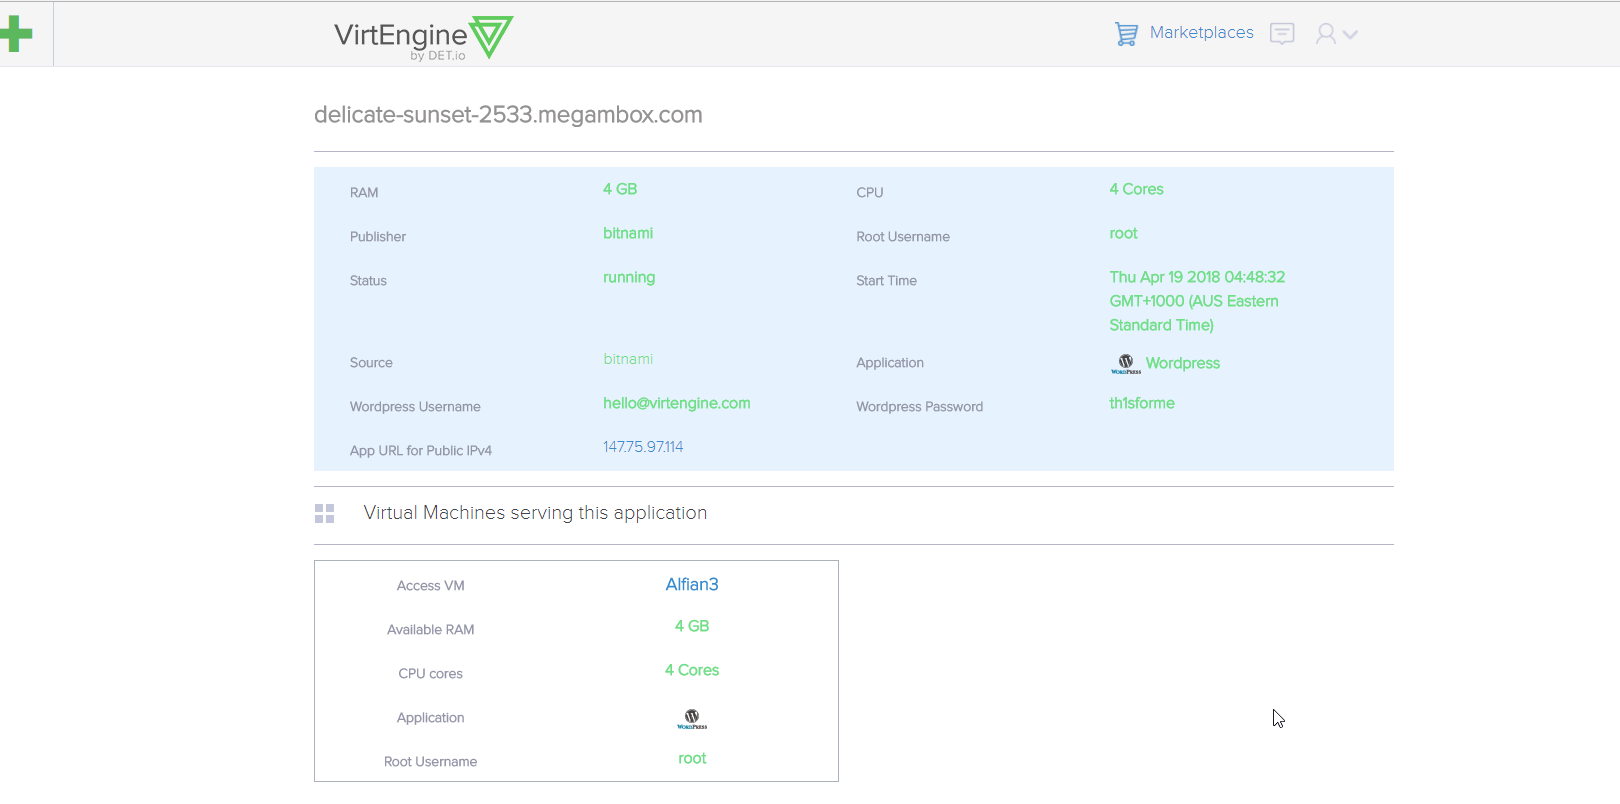 VirtEngine
by DET.io
Marketplaces
delicate-sunset-2533.megambox.com
RAM 4 GB CPU 4 Cores
Publisher bitnami Root Username root
Status running Start Time Thu Apr 19 2018 04:48:32
GMT+1000 (AUS Eastern
Standard Time)
Source bitnami Application WORDPRESS Wordpress
Wordpress Username hello@virtengine.com Wordpress Password th1sforme
App URL for Public IPv4 147.75.97.114
Virtual Machines serving this application
Access VM Alfian3
Available RAM 4 GB
CPU cores 4 Cores
Application WORDPRESS
Root Username root